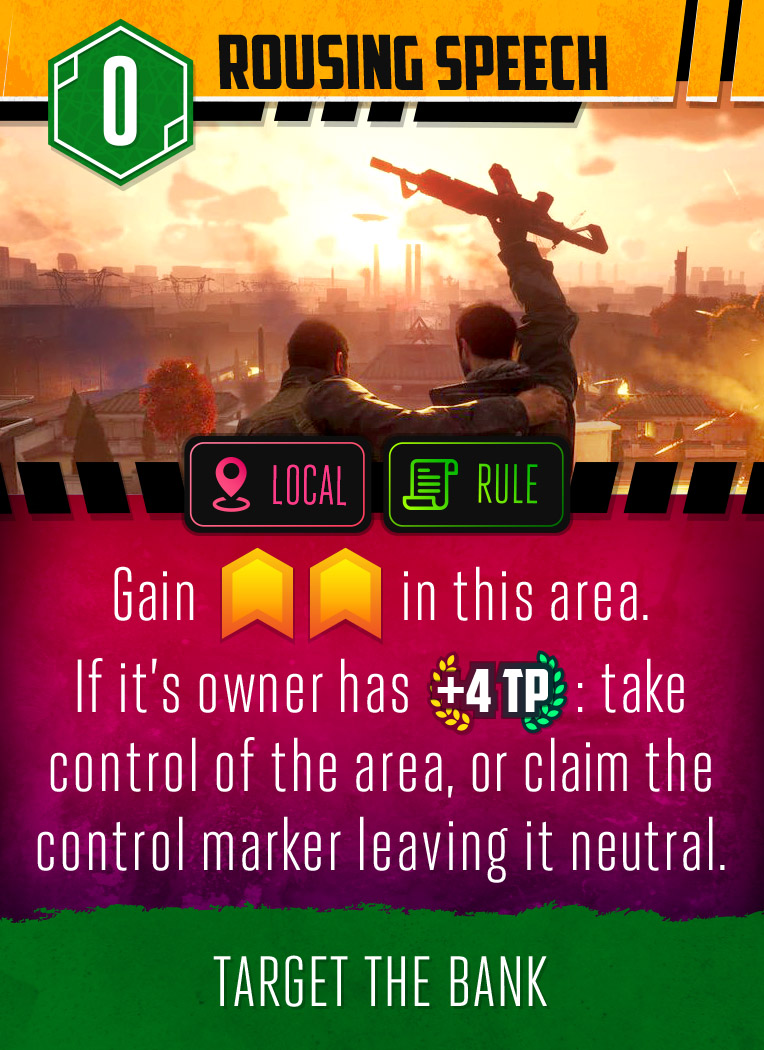 0
ROUSING SPEECH
LOCAL
RULE
Gain in this area.
If it's owner has +4 TP : take
control of the area, or claim the
control marker leaving it neutral.
TARGET THE BANK